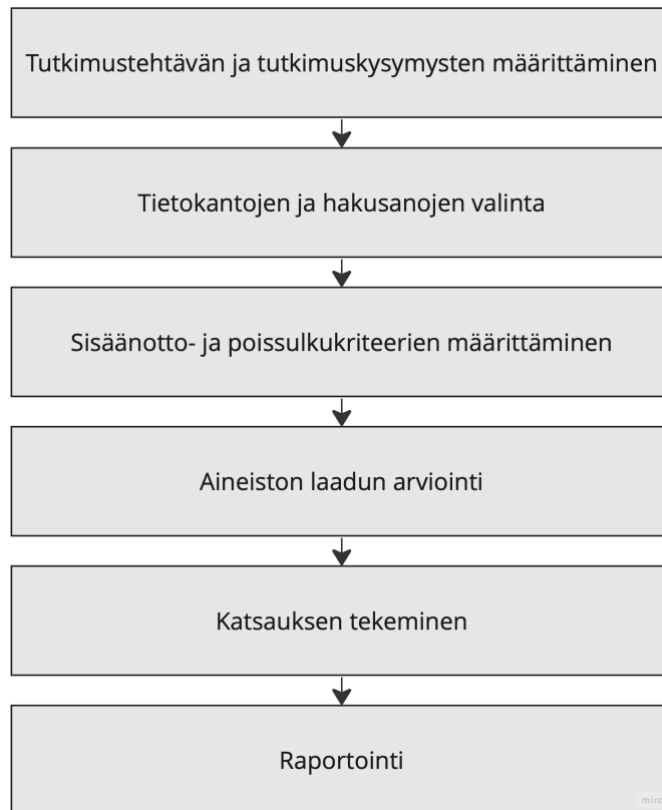 Tutkimustehtävän ja tutkimuskysymysten määrittäminen
Tietokantojen ja hakusanojen valinta
Sisäänotto- ja poissulkukriteerien määrittäminen
Aineiston laadun arviointi
Katsauksen tekeminen
Raportointi